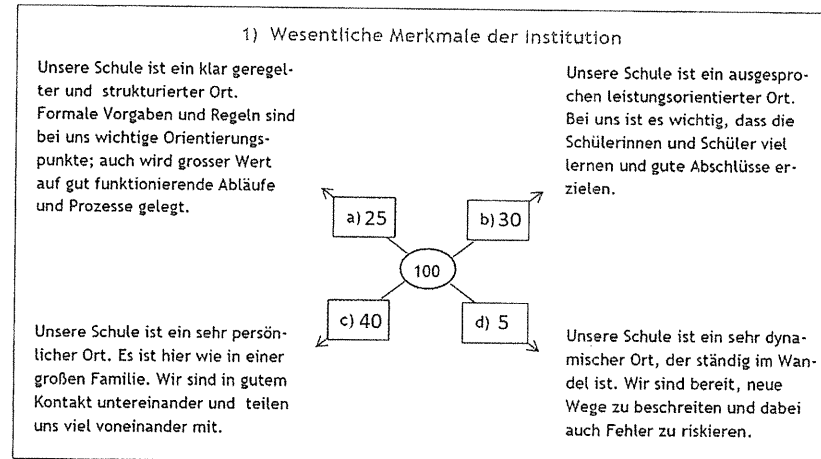 1) Wesentliche Merkmale der Institution
Unsere Schule ist ein klar geregel-
ter und strukturierter Ort.
Formale Vorgaben und Regeln sind
bei uns wichtige Orientierungs-
punkte; auch wird grosser Wert
auf gut funktionierende Abläufe
und Prozesse gelegt.
Unsere Schule ist ein ausgespro-
chen leistungsorientierter Ort.
Bei uns ist es wichtig, dass die
Schülerinnen und Schüler viel
lernen und gute Abschlüsse er-
zielen.
a) 25
b) 30
100
c) 40
d) 5
Unsere Schule ist ein sehr persön-
licher Ort. Es ist hier wie in einer
großen Familie. Wir sind in gutem
Kontakt untereinander und teilen
uns viel voneinander mit.
Unsere Schule ist ein sehr dyna-
mischer Ort, der ständig im Wan-
del ist. Wir sind bereit, neue
Wege zu beschreiten und dabei
auch Fehler zu riskieren.